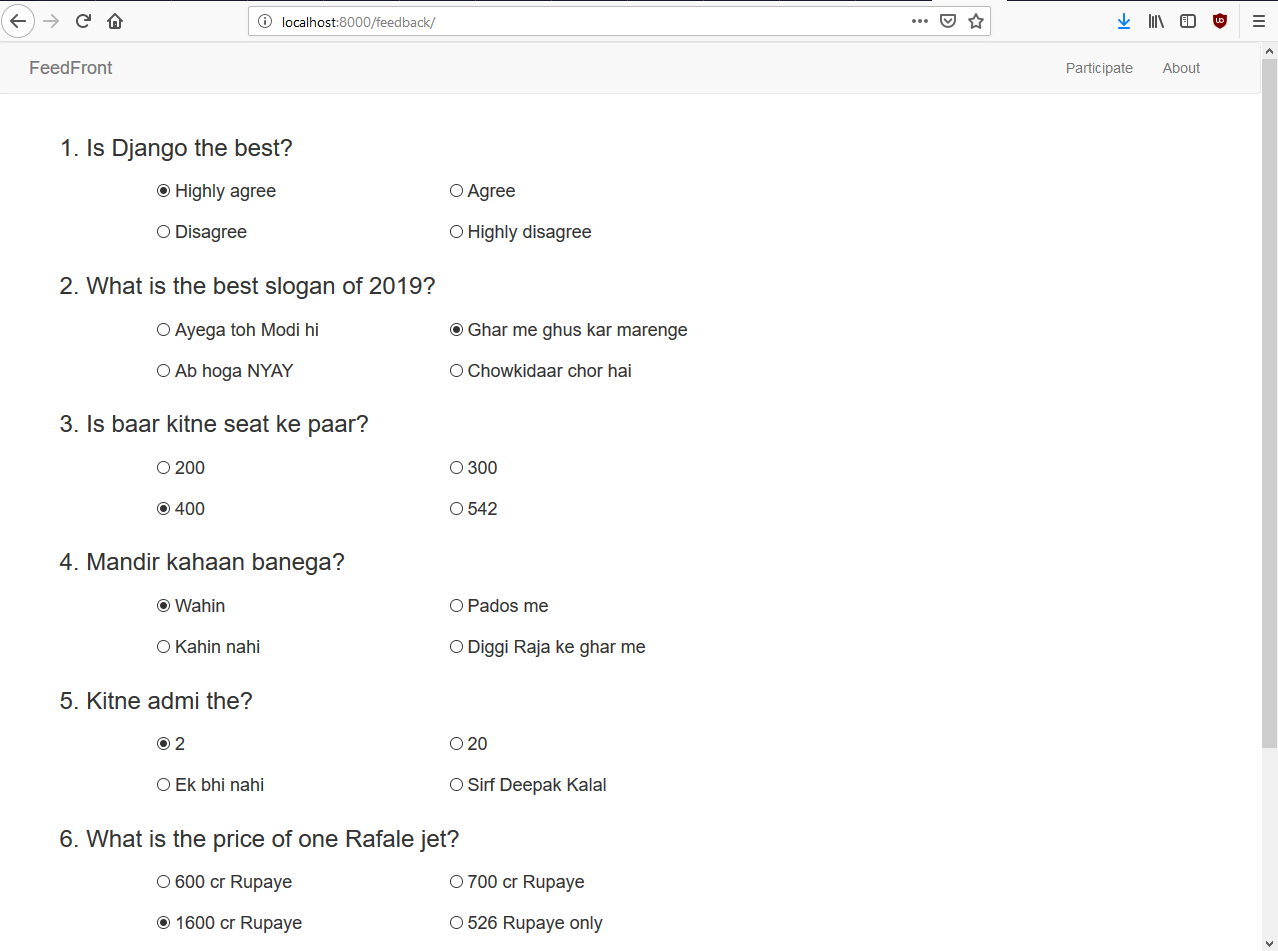 localhost:8000/feedback/
FeedFront Participate About
1. Is Django the best?
Highly agree Agree
Disagree Highly disagree
2. What is the best slogan of 2019?
Ayega toh Modi hi Ghar me ghus kar marenge
Ab hoga NYAY Chowkidaar chor hai
3. Is baar kitne seat ke paar?
200 300
400 542
4. Mandir kahaan banega?
Wahin Pados me
Kahin nahi Diggi Raja ke ghar me
5. Kitne admi the?
2 20
Ek bhi nahi Sirf Deepak Kalal
6. What is the price of one Rafale jet?
600 cr Rupaye 700 cr Rupaye
1600 cr Rupaye 526 Rupaye only